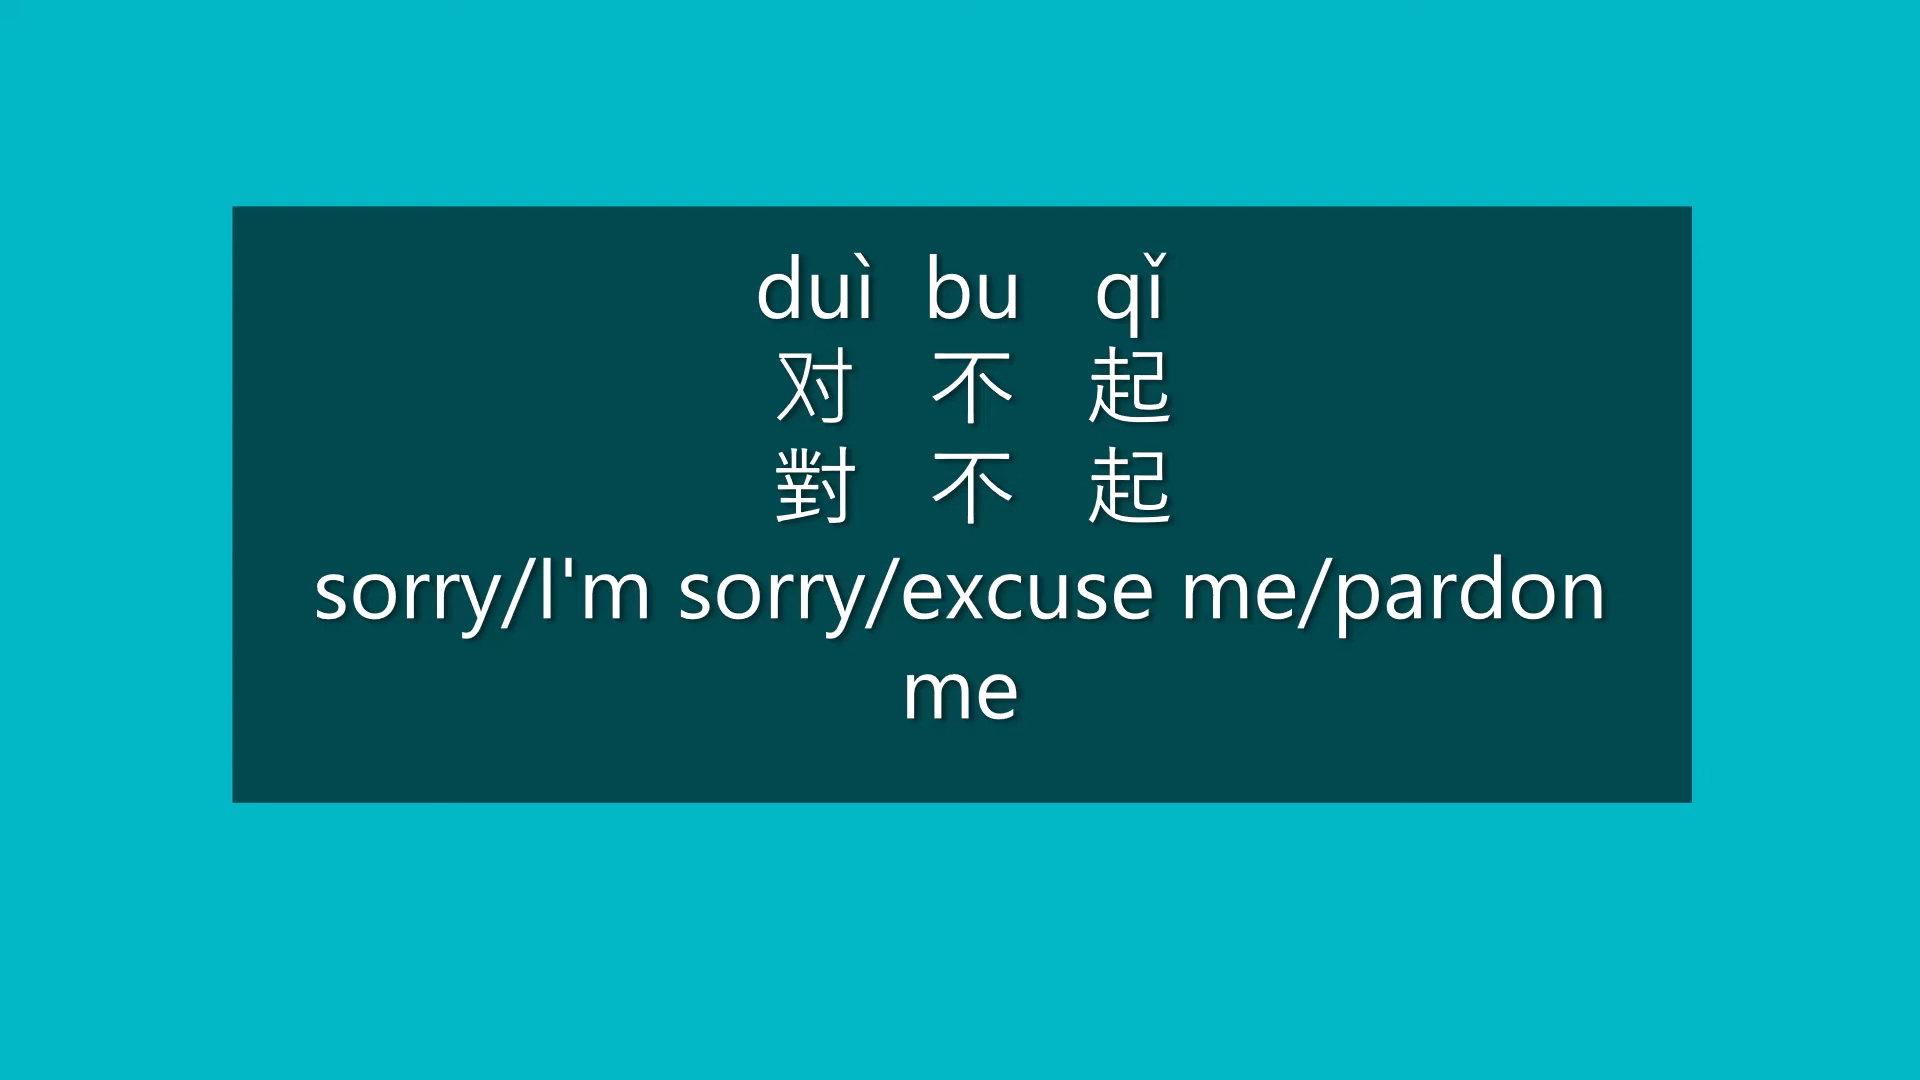 duì bu qǐ
对 不 起
對 不 起
sorry/I'm sorry/excuse me/pardon
me